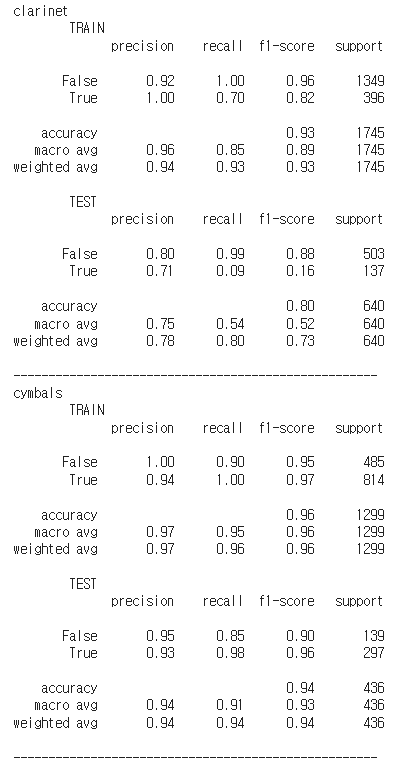 clarinet
TRAIN
precision recall f1-score support
False 0.92 1.00 0.96 1349
True 1.00 0.70 0.82 396
accuracy 0.93 1745
macro avg 0.96 0.85 0.89 1745
weighted avg 0.94 0.93 0.93 1745
TEST
precision recall f1-score support
False 0.80 0.99 0.88 503
True 0.71 0.09 0.16 137
accuracy 0.80 640
macro avg 0.75 0.54 0.52 640
weighted avg 0.78 0.80 0.73 640
----------------------------------------------------
cymbals
TRAIN
precision recall f1-score support
False 1.00 0.90 0.95 485
True 0.94 1.00 0.97 814
accuracy 0.96 1299
macro avg 0.97 0.95 0.96 1299
weighted avg 0.97 0.96 0.96 1299
TEST
precision recall f1-score support
False 0.95 0.85 0.90 139
True 0.93 0.98 0.96 297
accuracy 0.94 436
macro avg 0.94 0.91 0.93 436
weighted avg 0.94 0.94 0.94 436
----------------------------------------------------